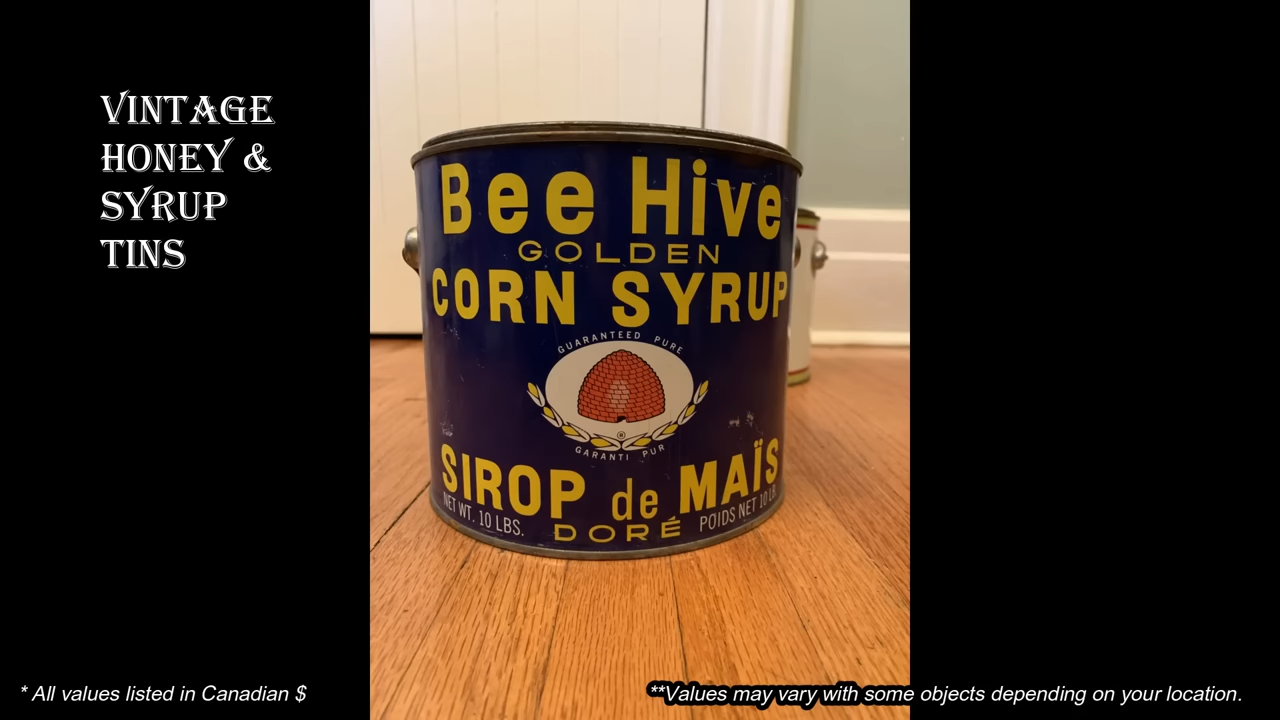 VINTAGE
HONEY &
SYRUP
TINS
Bee Hive
GOLDEN
CORN SYRUP
GUARANTEED PURE
®
GARANTI PUR
SIROP de MAÏS
NET WT. 10 LBS.
DORÉ
POIDS NET 10 LB.
* All values listed in Canadian $
**Values may vary with some objects depending on your location.